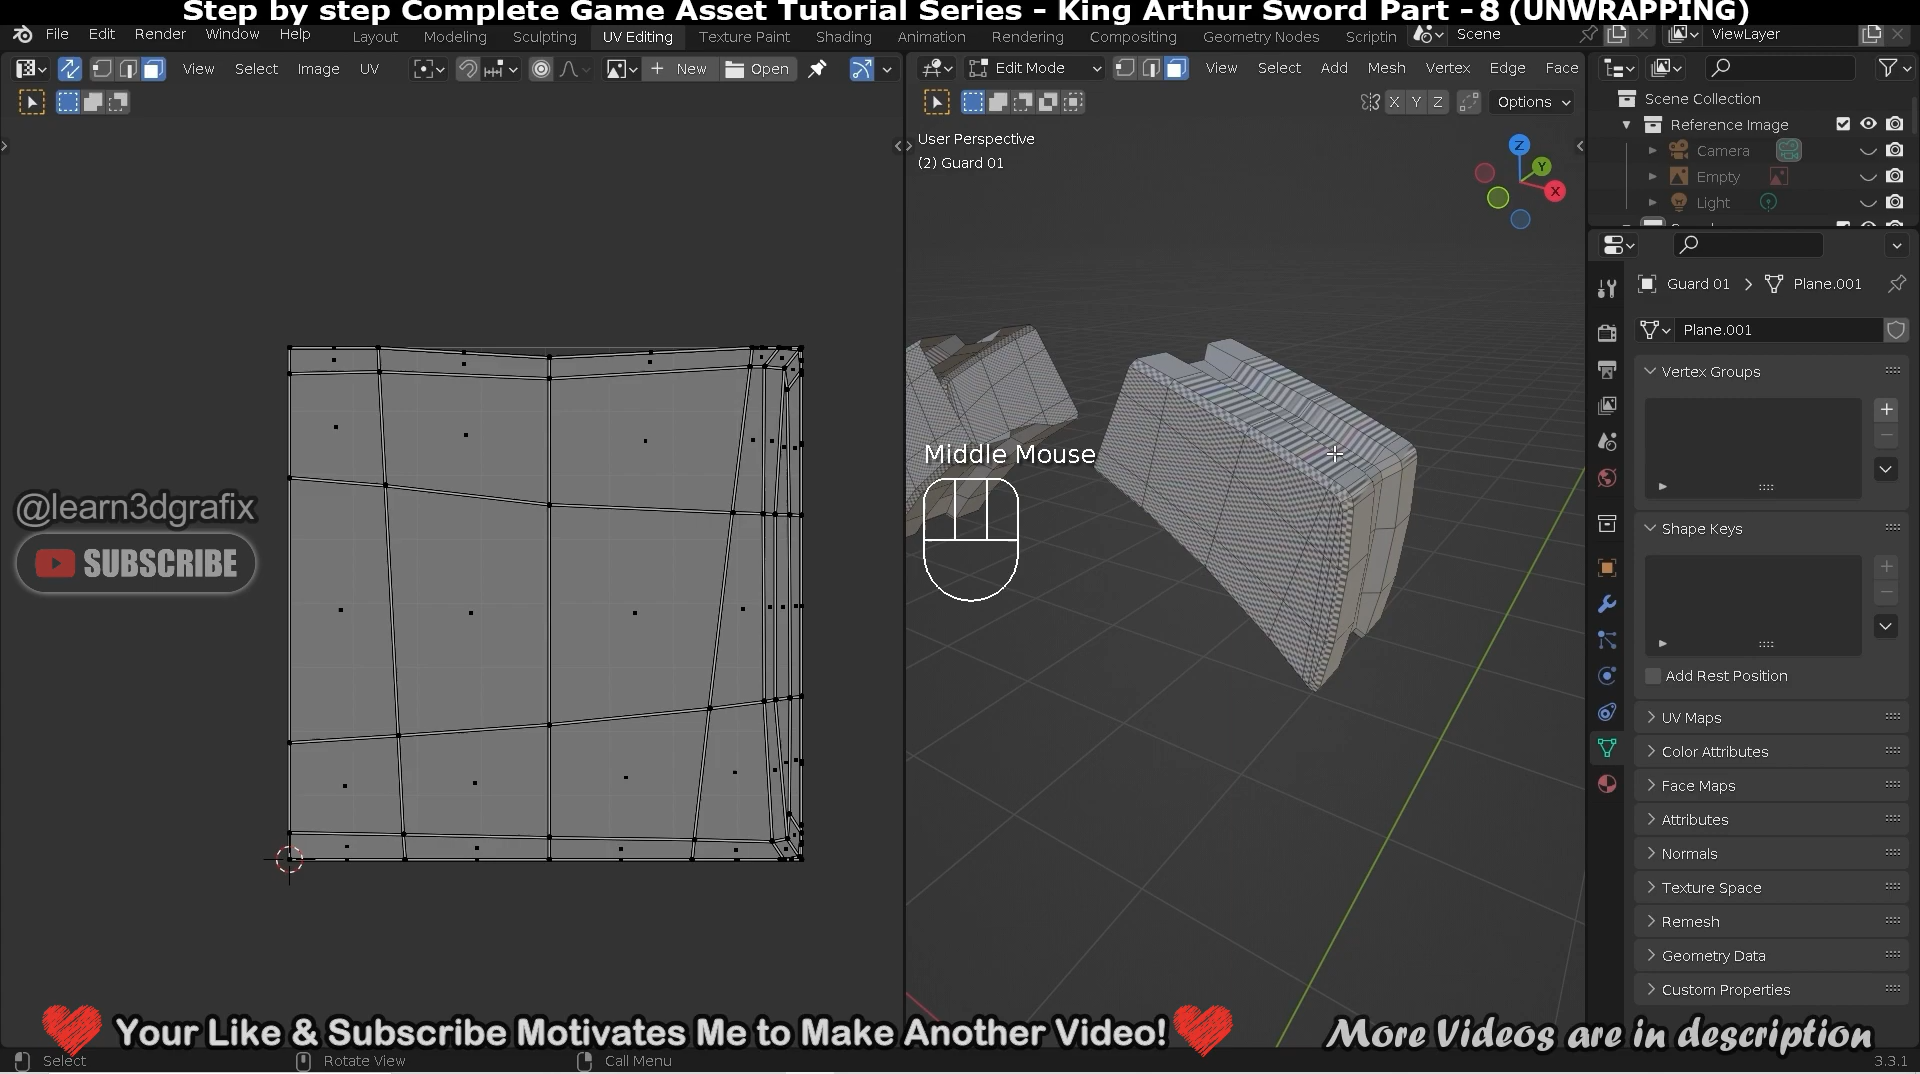 Step by step Complete Game Asset Tutorial Series - King Arthur Sword Part -8 (UNWRAPPING)
File Edit Render Window Help Layout Modeling Sculpting UV Editing Texture Paint Shading Animation Rendering Compositing Geometry Nodes Scriptin Scene ViewLayer
View Select Image UV New Open Edit Mode View Select Add Mesh Vertex Edge Face
X Y Z Options
Scene Collection
Reference Image
Camera
Empty
Light
User Perspective
(2) Guard 01
Z
Y
X
Guard 01 Plane.001
Plane.001
Vertex Groups
Shape Keys
Add Rest Position
UV Maps
Color Attributes
Face Maps
Attributes
Normals
Texture Space
Remesh
Geometry Data
Custom Properties
Middle Mouse
@learn3dgrafix
SUBSCRIBE
Your Like & Subscribe Motivates Me to Make Another Video!
More Videos are in description
Select Rotate View Call Menu 3.3.1